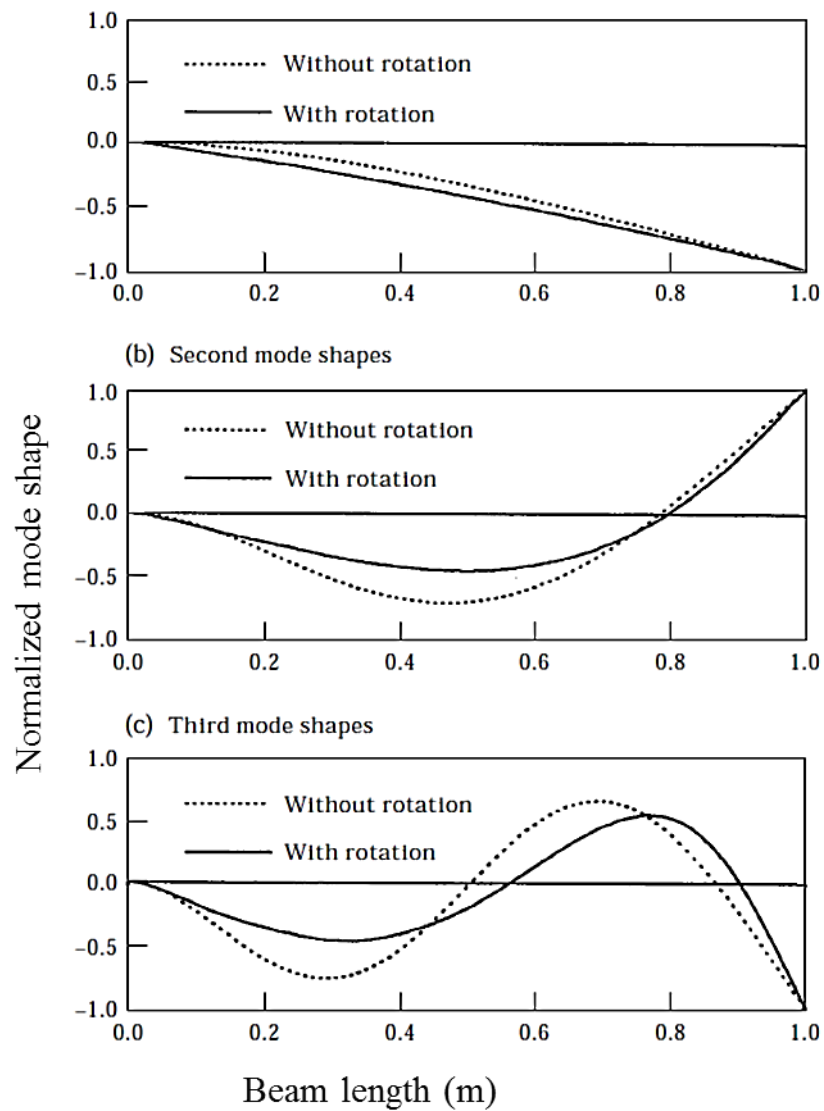 1.0
Without rotation
0.5
With rotation
0.0
−0.5
−1.0
0.0 0.2 0.4 0.6 0.8 1.0
(b) Second mode shapes
1.0
Without rotation
0.5
With rotation
0.0
−0.5
−1.0
0.0 0.2 0.4 0.6 0.8 1.0
Normalized mode shape
(c) Third mode shapes
1.0
Without rotation
0.5
With rotation
0.0
−0.5
−1.0
0.0 0.2 0.4 0.6 0.8 1.0
Beam length (m)